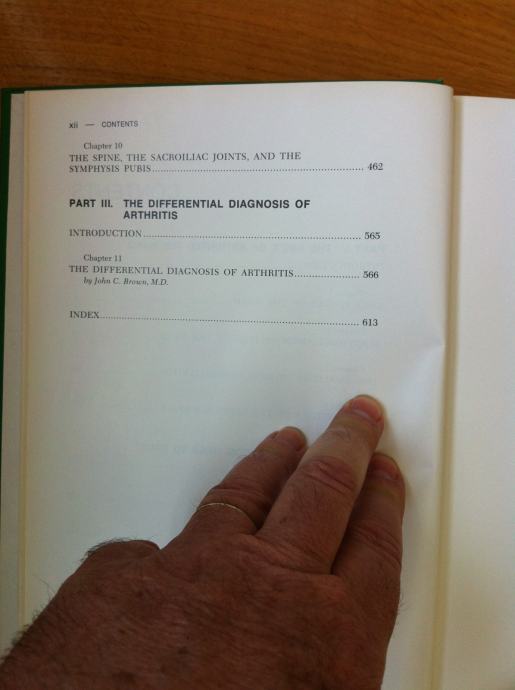 xii — CONTENTS
Chapter 10
THE SPINE, THE SACROILIAC JOINTS, AND THE
SYMPHYSIS PUBIS.......................................................... 462
PART III. THE DIFFERENTIAL DIAGNOSIS OF
ARTHRITIS
INTRODUCTION............................................................ 565
Chapter 11
THE DIFFERENTIAL DIAGNOSIS OF ARTHRITIS.................. 566
by John C. Brown, M.D.
INDEX........................................................................ 613